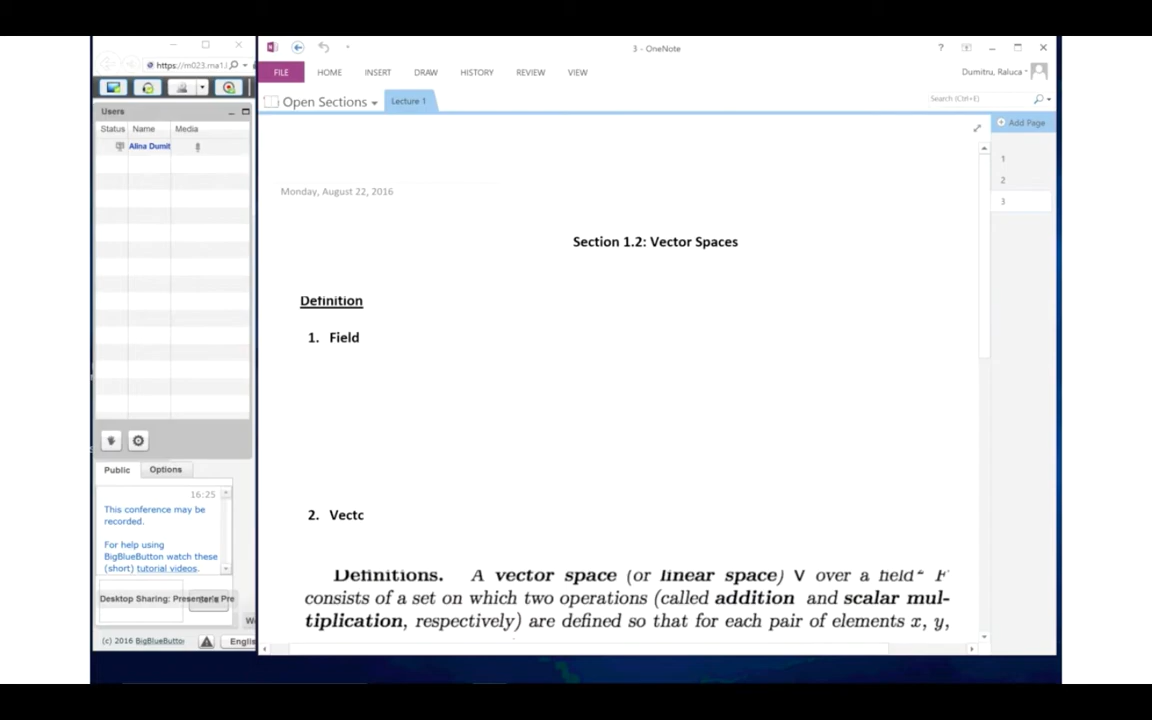 3 - OneNote
https://m023.ma1.
FILE HOME INSERT DRAW HISTORY REVIEW VIEW
Dumitru, Raluca
Open Sections Lecture 1
Search (Ctrl+E)
Users
Status Name Media
Alina Dumit
Add Page
1
2
3
Monday, August 22, 2016
Section 1.2: Vector Spaces
Definition
1. Field
2. Vectc
Definitions. A vector space (or linear space) V over a field F
consists of a set on which two operations (called addition and scalar mul-
tiplication, respectively) are defined so that for each pair of elements x, y,
Public Options
16:25
This conference may be
recorded.
For help using
BigBlueButton watch these
(short) tutorial videos.
Desktop Sharing: Presenter's Pre
(c) 2016 BigBlueButto
Englis